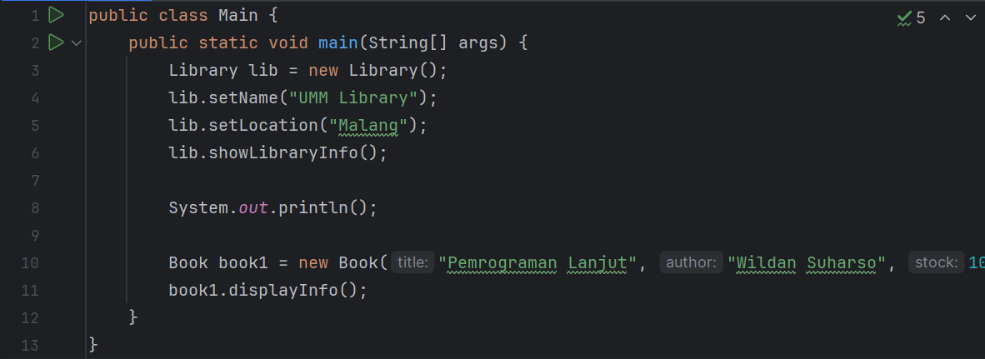 5
1 public class Main {
2 public static void main(String[] args) {
3 Library lib = new Library();
4 lib.setName("UMM Library");
5 lib.setLocation("Malang");
6 lib.showLibraryInfo();
7
8 System.out.println();
9
10 Book book1 = new Book( title: "Pemrograman Lanjut", author: "Wildan Suharso", stock: 10
11 book1.displayInfo();
12 }
13 }